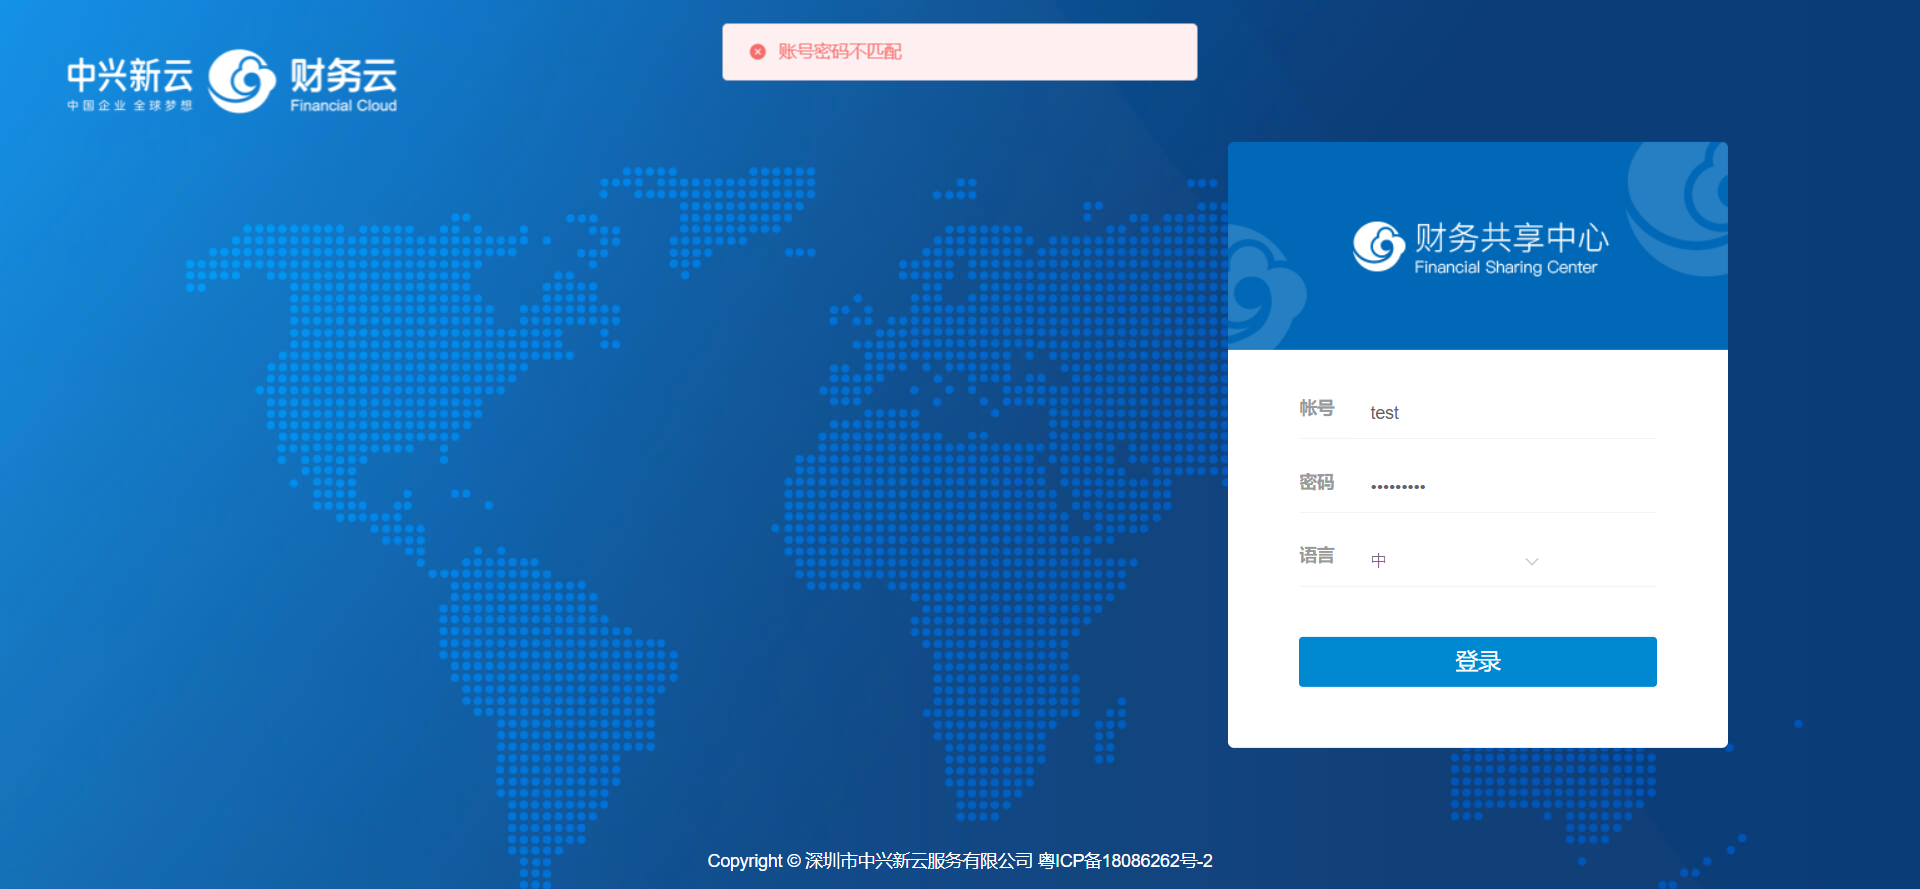 账号密码不匹配
中兴新云
中国企业 全球梦想
财务云
Financial Cloud
财务共享中心
Financial Sharing Center
帐号 test
密码 •••••••••
语言 中
登录
Copyright © 深圳市中兴新云服务有限公司 粤ICP备18086262号-2